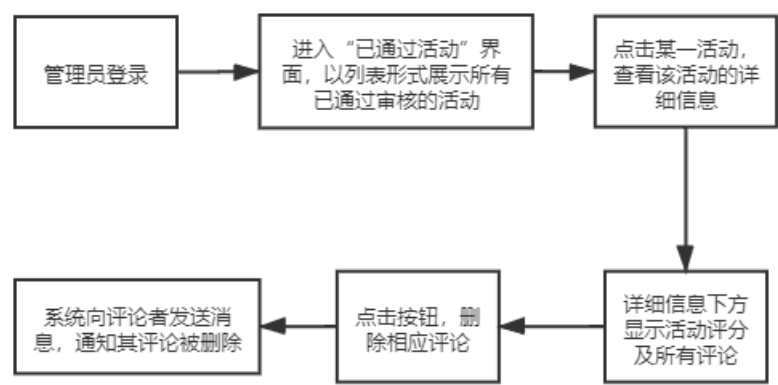 管理员登录
进入“已通过活动”界
面，以列表形式展示所有
已通过审核的活动
点击某一活动，
查看该活动的详
细信息
详细信息下方
显示活动评分
及所有评论
点击按钮，删
除相应评论
系统向评论者发送消
息，通知其评论被删除